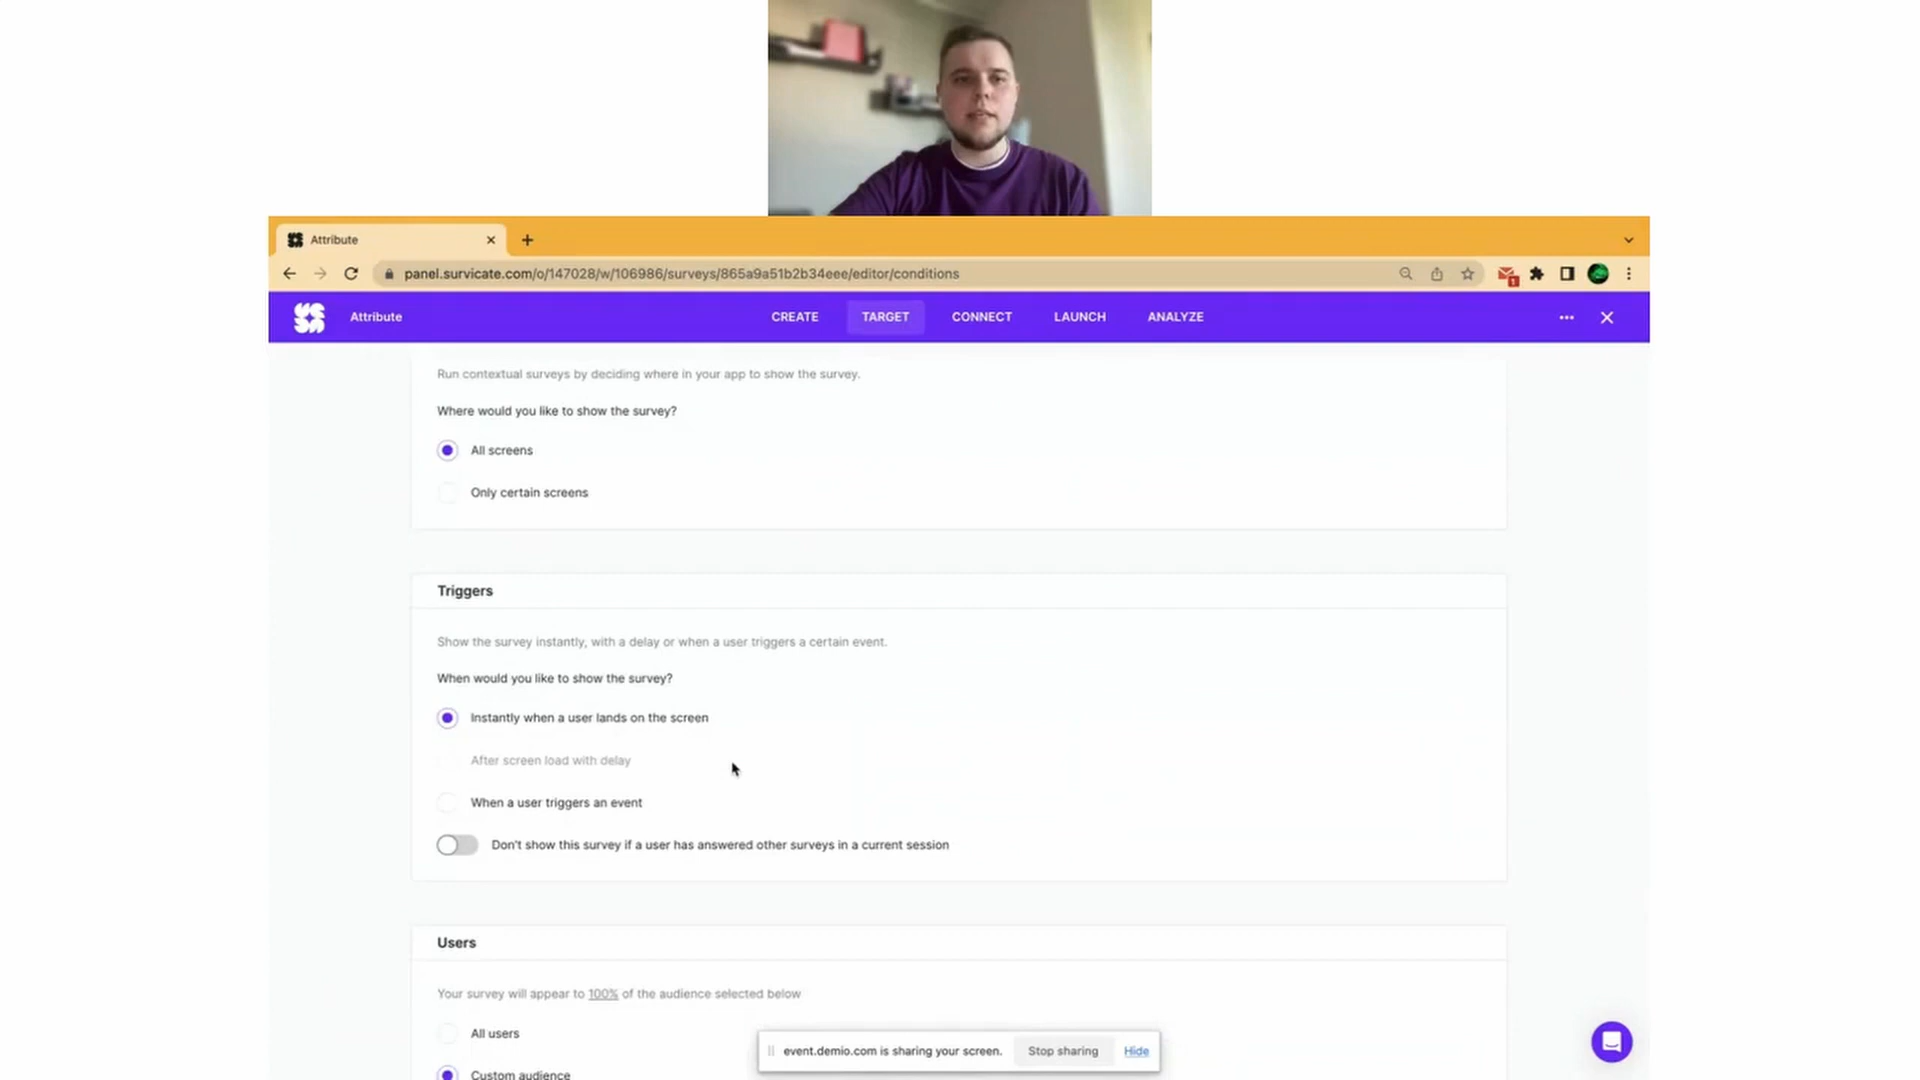 Attribute
panel.survicate.com/o/147028/w/106986/surveys/865a9a51b2b34eee/editor/conditions
1
Attribute
CREATE
TARGET
CONNECT
LAUNCH
ANALYZE
Run contextual surveys by deciding where in your app to show the survey.
Where would you like to show the survey?
All screens
Only certain screens
Triggers
Show the survey instantly, with a delay or when a user triggers a certain event.
When would you like to show the survey?
Instantly when a user lands on the screen
After screen load with delay
When a user triggers an event
Don't show this survey if a user has answered other surveys in a current session
Users
Your survey will appear to 100% of the audience selected below
All users
Custom audience
event.demio.com is sharing your screen.
Stop sharing
Hide